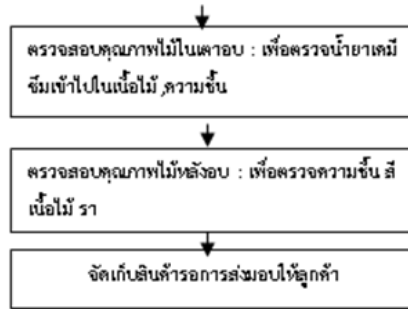 ตรวจสอบคุณภาพไม้ในเตาอบ : เพื่อตรวจน้ำยาเคมี
ซึมเข้าไปในเนื้อไม้ ,ความชื้น
ตรวจสอบคุณภาพไม้หลังอบ : เพื่อตรวจความชื้น สี
เนื้อไม้ รา
จัดเก็บสินค้ารอการส่งมอบให้ลูกค้า